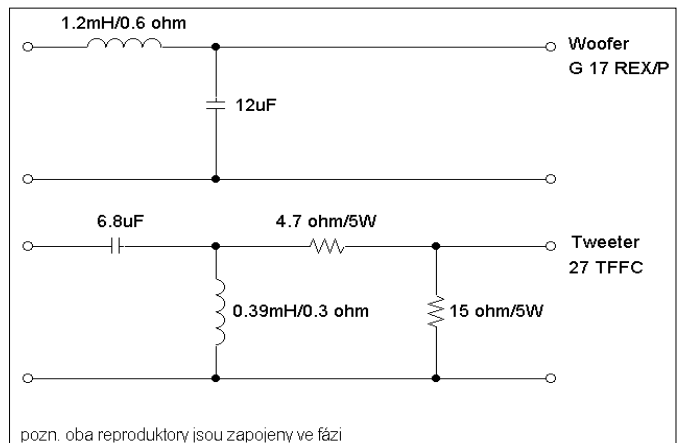 1.2mH/0.6 ohm
Woofer
G 17 REX/P
12uF
6.8uF
4.7 ohm/5W
Tweeter
27 TFFC
0.39mH/0.3 ohm
15 ohm/5W
pozn. oba reproduktory jsou zapojeny ve fázi